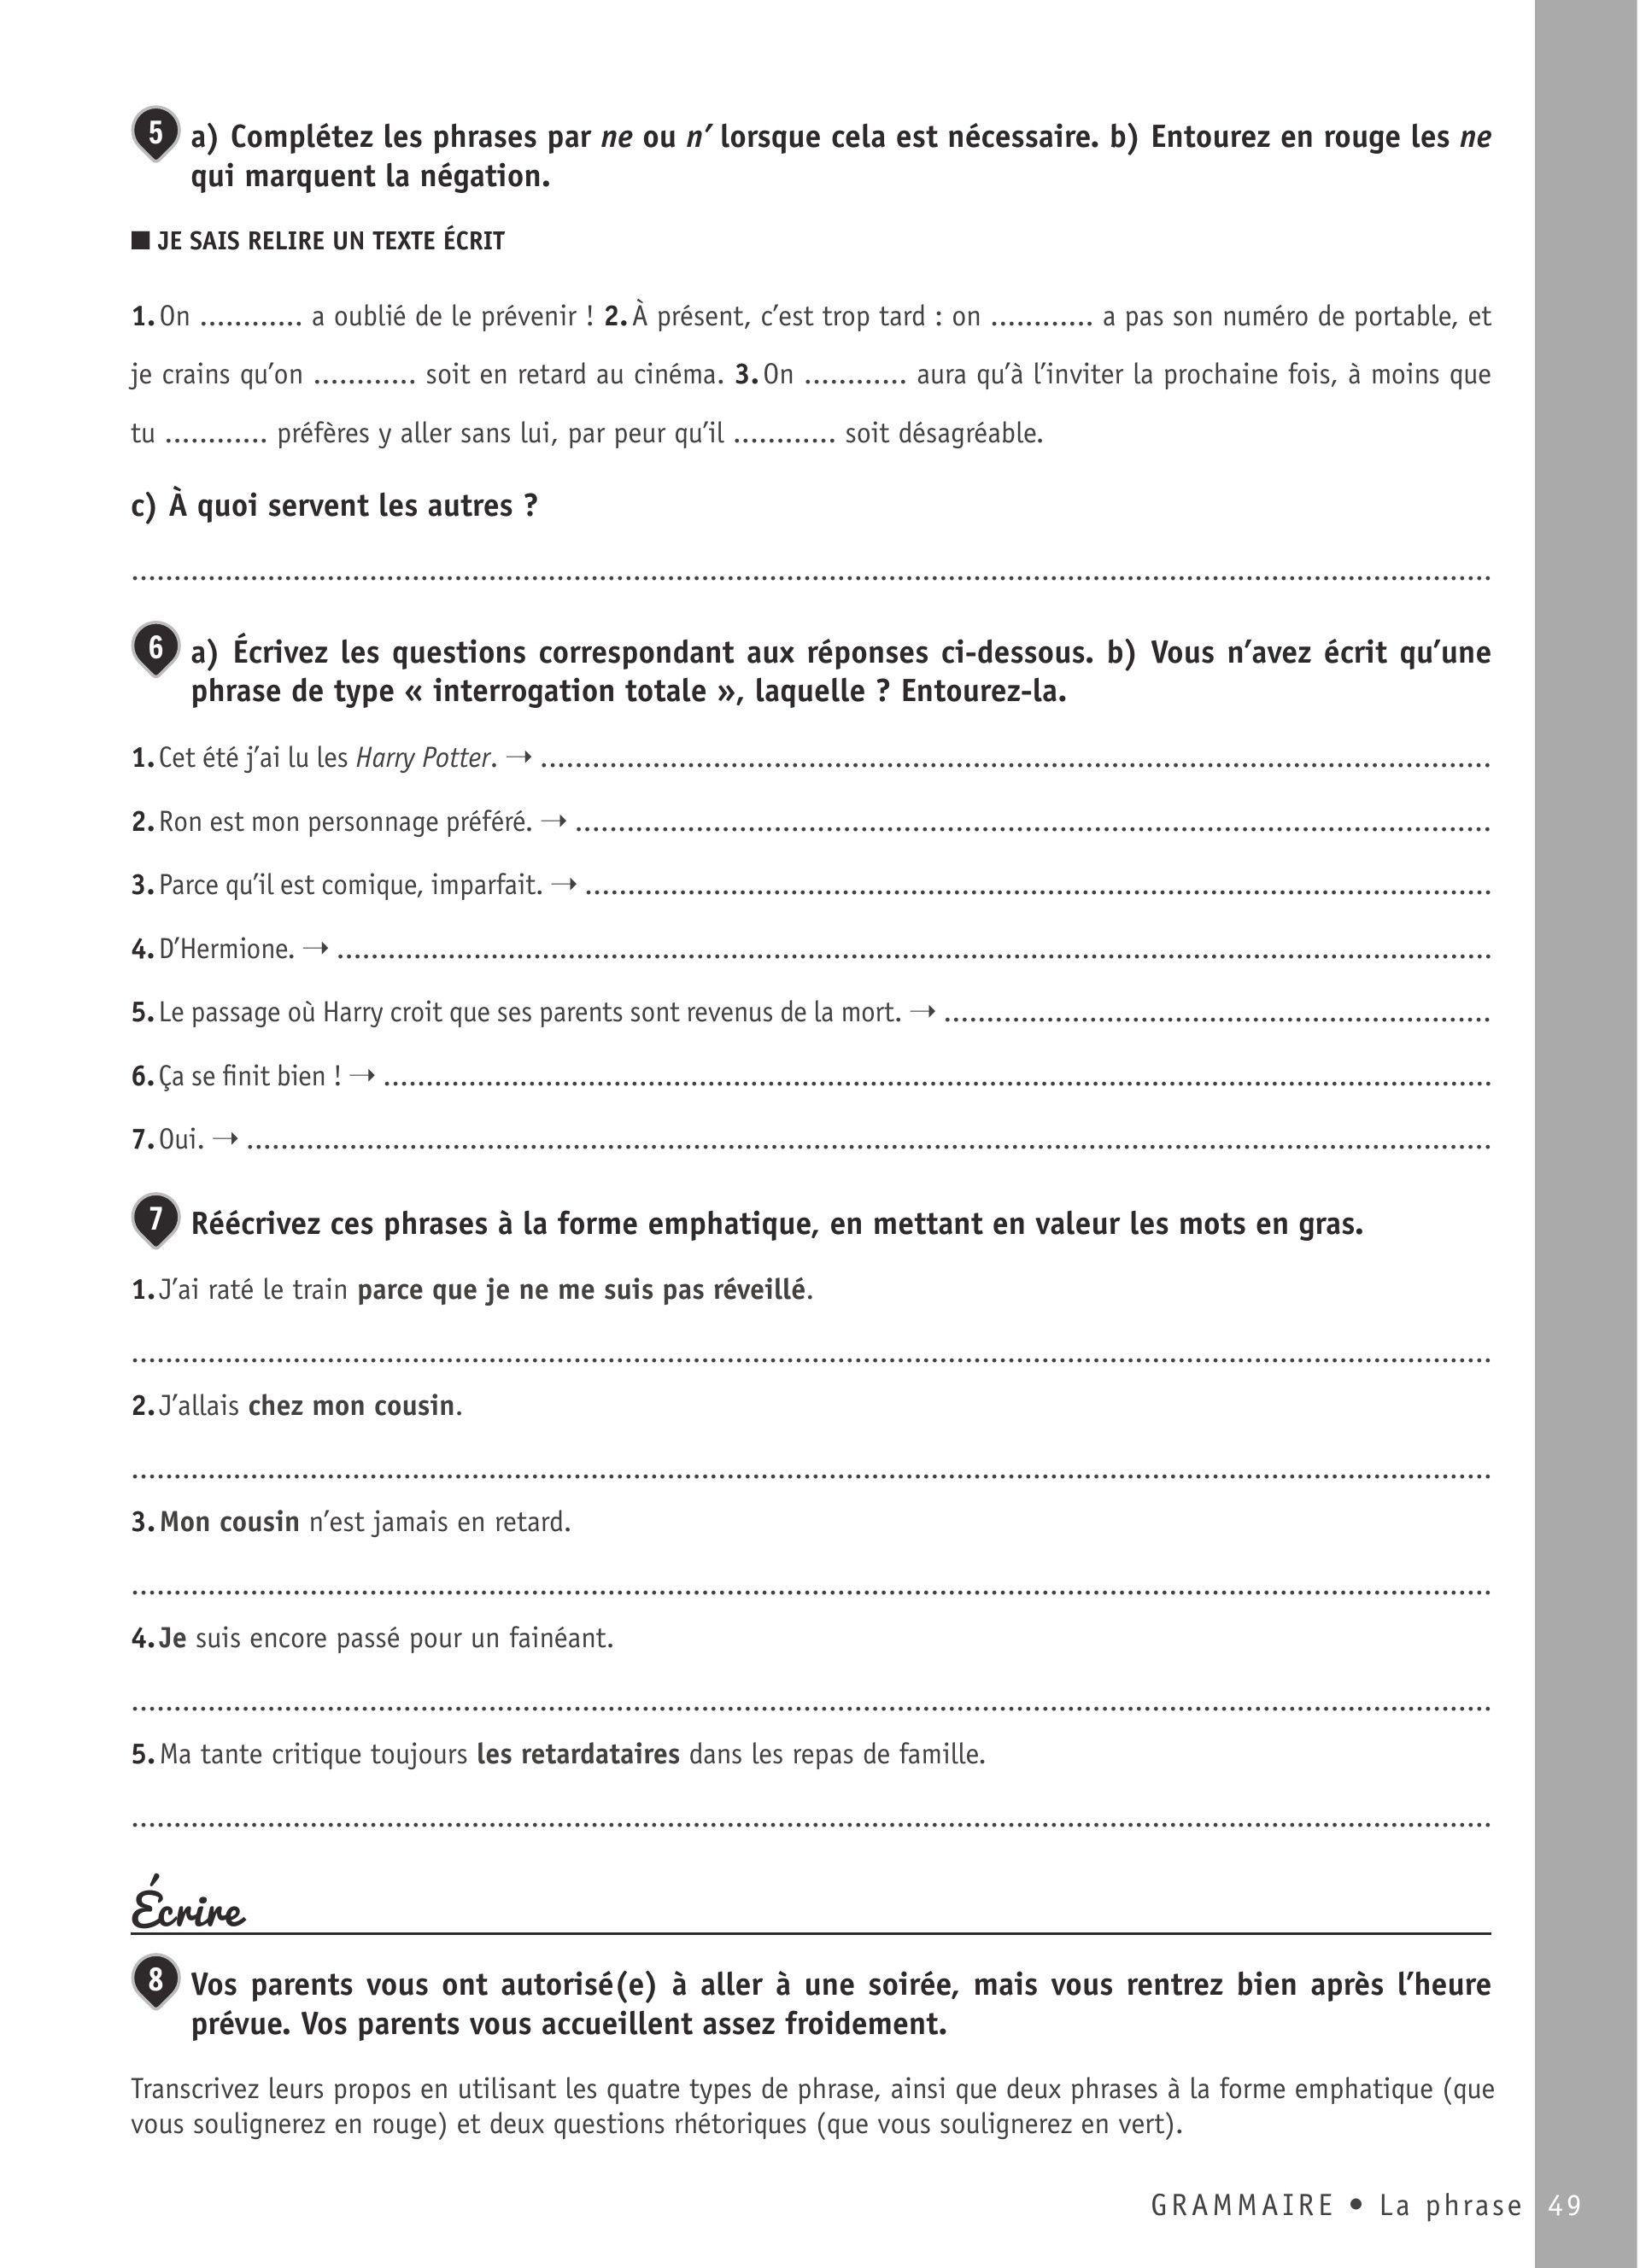 5 a) Complétez les phrases par ne ou n’ lorsque cela est nécessaire. b) Entourez en rouge les ne
qui marquent la négation.
■ JE SAIS RELIRE UN TEXTE ÉCRIT
1. On ............ a oublié de le prévenir ! 2. À présent, c’est trop tard : on ............ a pas son numéro de portable, et
je crains qu’on ............ soit en retard au cinéma. 3. On ............ aura qu’à l’inviter la prochaine fois, à moins que
tu ............ préfères y aller sans lui, par peur qu’il ............ soit désagréable.
c) À quoi servent les autres ?
................................................................................
6 a) Écrivez les questions correspondant aux réponses ci-dessous. b) Vous n’avez écrit qu’une
phrase de type « interrogation totale », laquelle ? Entourez-la.
1. Cet été j’ai lu les Harry Potter. → ................................................................................
2. Ron est mon personnage préféré. → ................................................................................
3. Parce qu’il est comique, imparfait. → ................................................................................
4. D’Hermione. → ................................................................................
5. Le passage où Harry croit que ses parents sont revenus de la mort. → ................................................................................
6. Ça se finit bien ! → ................................................................................
7. Oui. → ................................................................................
7 Réécrivez ces phrases à la forme emphatique, en mettant en valeur les mots en gras.
1. J’ai raté le train parce que je ne me suis pas réveillé.
................................................................................
2. J’allais chez mon cousin.
................................................................................
3. Mon cousin n’est jamais en retard.
................................................................................
4. Je suis encore passé pour un fainéant.
................................................................................
5. Ma tante critique toujours les retardataires dans les repas de famille.
................................................................................
Écrire
8 Vos parents vous ont autorisé(e) à aller à une soirée, mais vous rentrez bien après l’heure
prévue. Vos parents vous accueillent assez froidement.
Transcrivez leurs propos en utilisant les quatre types de phrase, ainsi que deux phrases à la forme emphatique (que
vous soulignerez en rouge) et deux questions rhétoriques (que vous soulignerez en vert).
GRAMMAIRE • La phrase 49